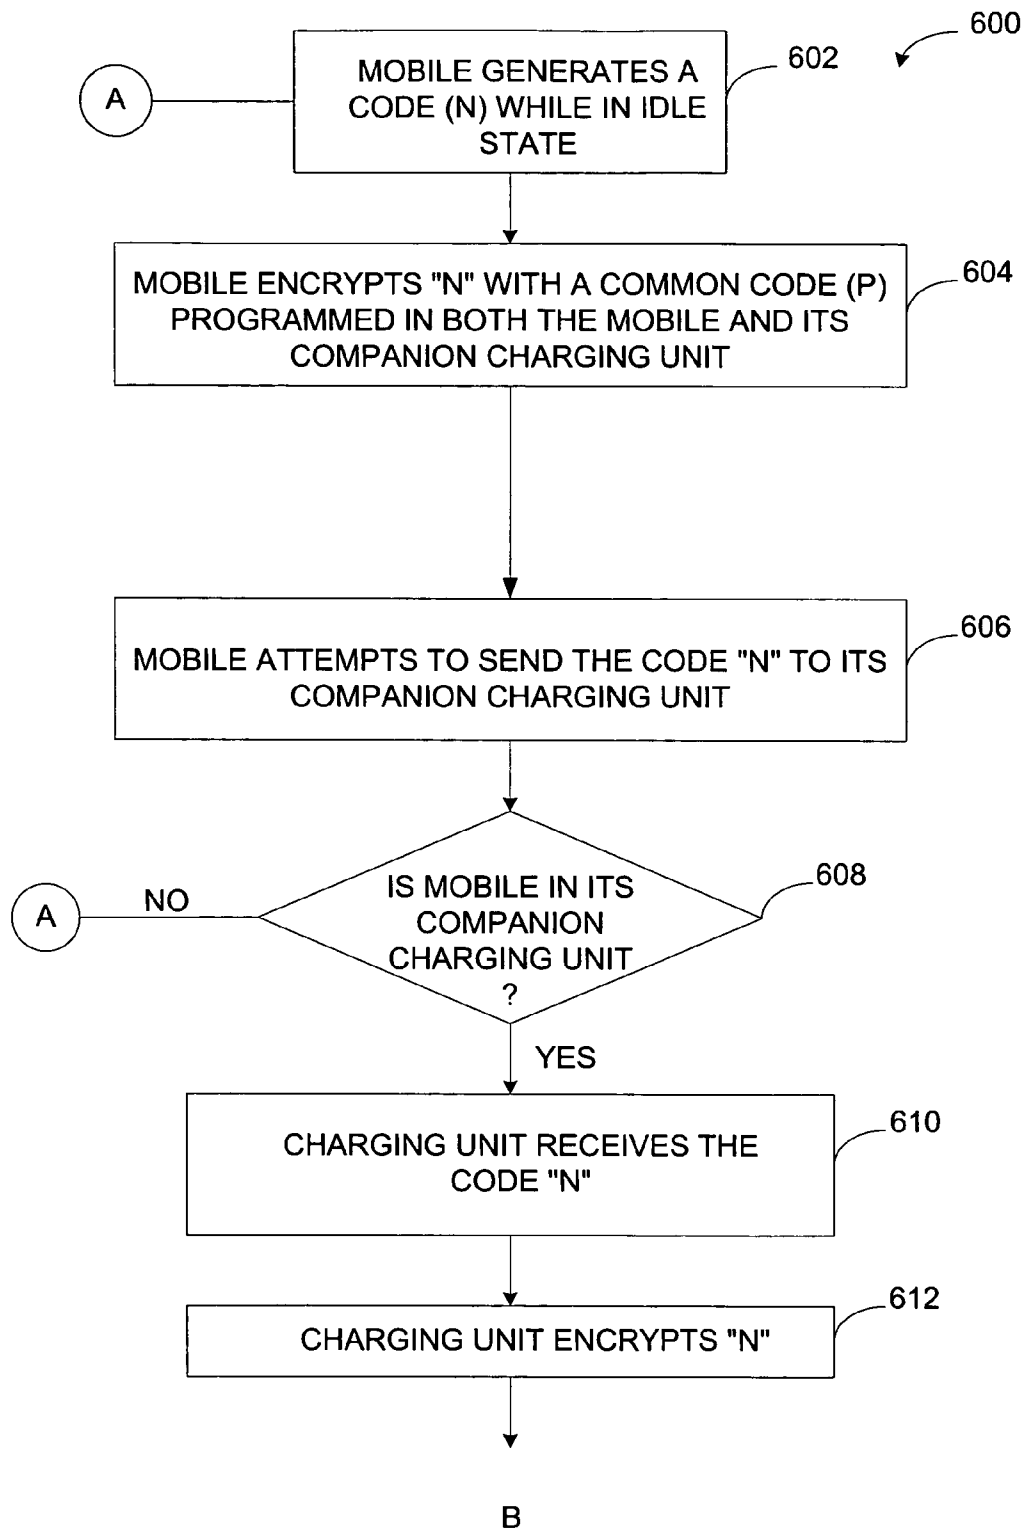 600
602
A
MOBILE GENERATES A
CODE (N) WHILE IN IDLE
STATE
604
MOBILE ENCRYPTS "N" WITH A COMMON CODE (P)
PROGRAMMED IN BOTH THE MOBILE AND ITS
COMPANION CHARGING UNIT
606
MOBILE ATTEMPTS TO SEND THE CODE "N" TO ITS
COMPANION CHARGING UNIT
608
A
NO
IS MOBILE IN ITS
COMPANION
CHARGING UNIT
?
YES
610
CHARGING UNIT RECEIVES THE
CODE "N"
612
CHARGING UNIT ENCRYPTS "N"
B